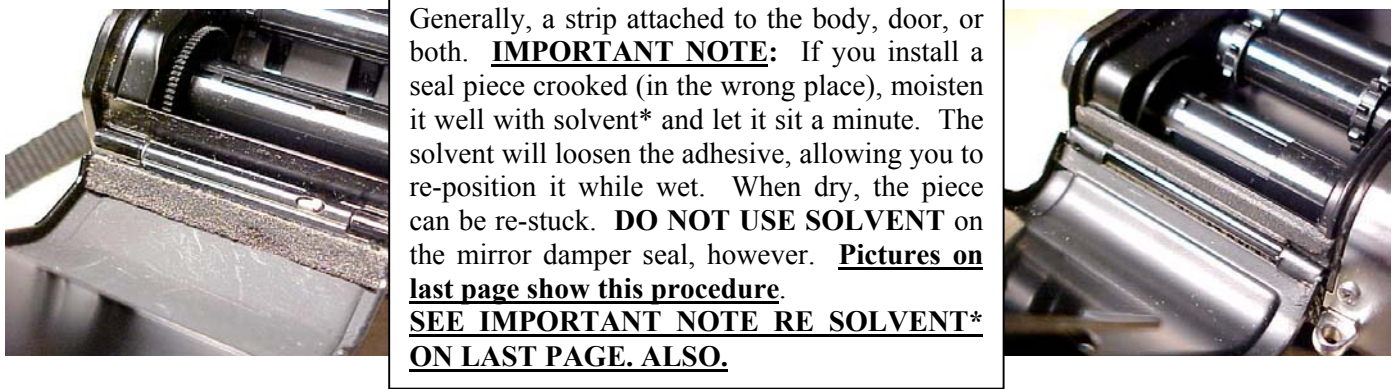 Generally, a strip attached to the body, door, or
both. IMPORTANT NOTE: If you install a
seal piece crooked (in the wrong place), moisten
it well with solvent* and let it sit a minute. The
solvent will loosen the adhesive, allowing you to
re-position it while wet. When dry, the piece
can be re-stuck. DO NOT USE SOLVENT on
the mirror damper seal, however. Pictures on
last page show this procedure.
SEE IMPORTANT NOTE RE SOLVENT*
ON LAST PAGE. ALSO.